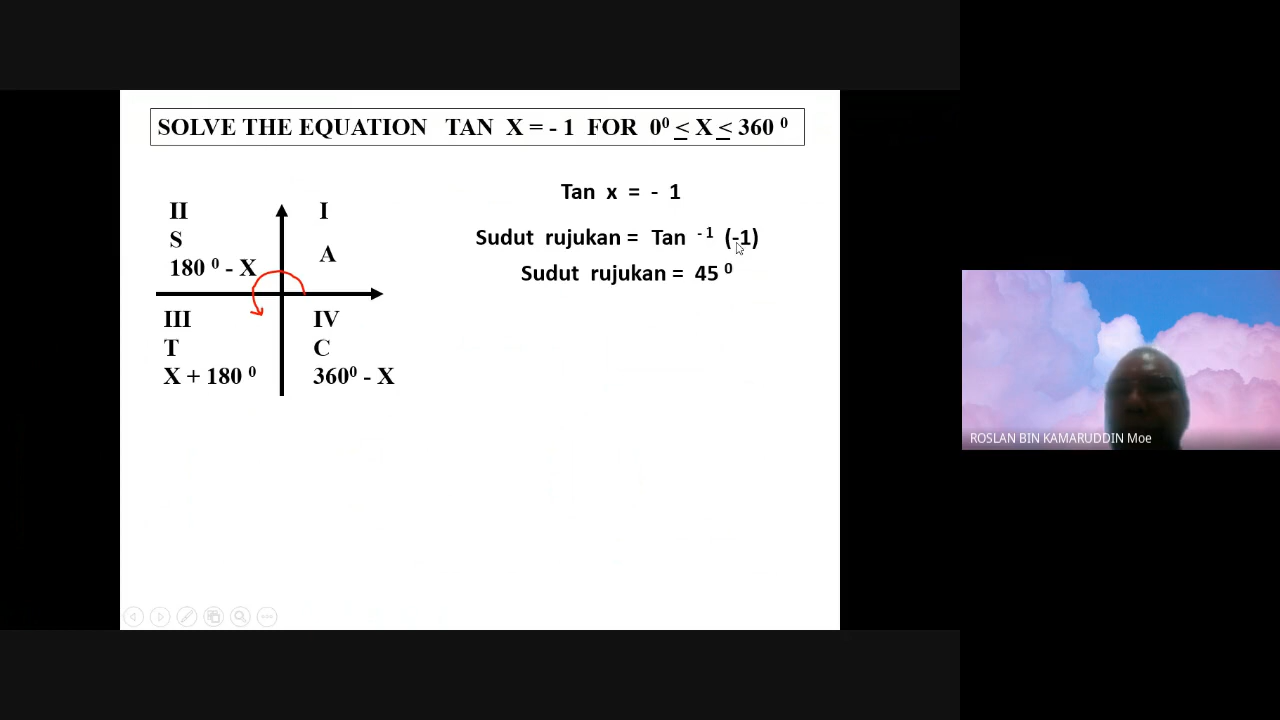 SOLVE THE EQUATION TAN X = - 1 FOR 0⁰ ≤ X ≤ 360 ⁰
II
S
180 ⁰ - X
I
A
III
T
X + 180 ⁰
IV
C
360⁰ - X
Tan x = - 1
Sudut rujukan = Tan ⁻¹ (-1)
Sudut rujukan = 45 ⁰
ROSLAN BIN KAMARUDDIN Moe